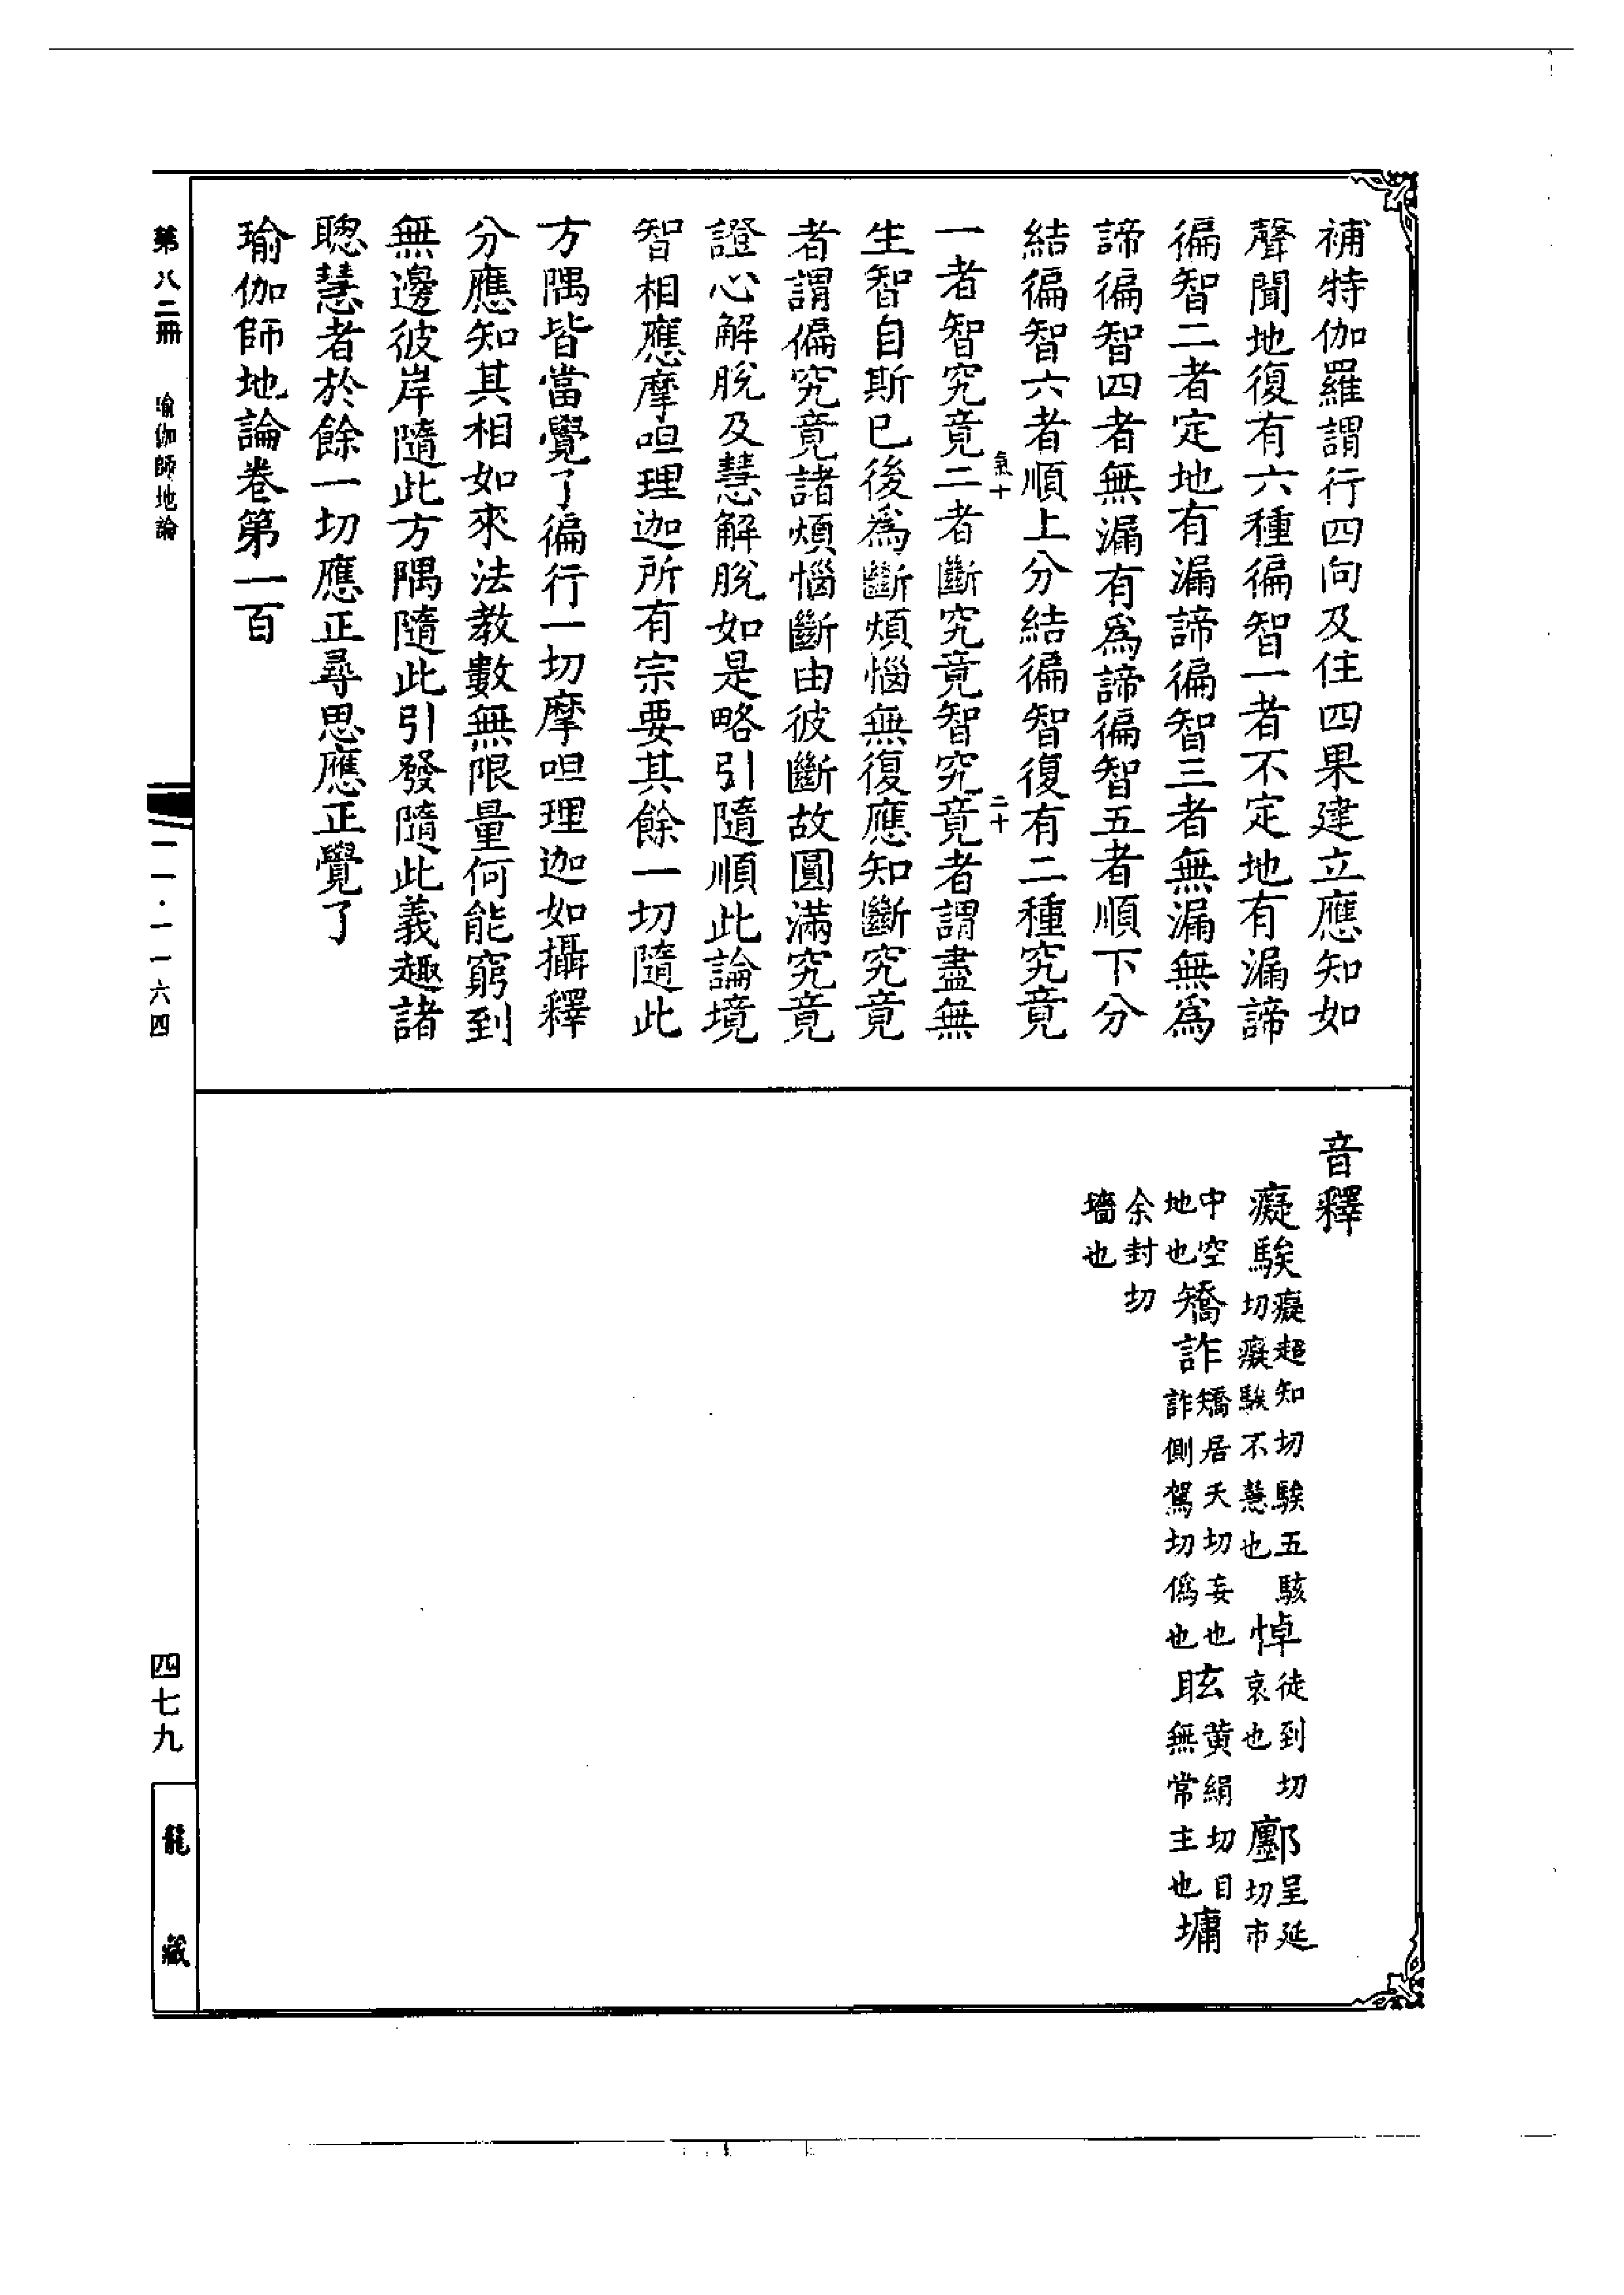 補特伽羅謂行四向及住四果建立應知如
聲聞地復有六種徧智一者不定地有漏諦
徧智二者定地有漏諦徧智三者無漏無爲
諦徧智四者無漏有爲諦徧智五者順下分
結徧智六者順上分結徧智復有二種究竟
氣十 二十
一者智究竟二者斷究竟智究竟者謂盡無
生智自斯已後爲斷煩惱無復應知斷究竟
者謂徧究竟諸煩惱斷由彼斷故圓滿究竟
證心解脫及慧解脫如是略引隨順此論境
智相應摩呾理迦所有宗要其餘一切隨此
方隅皆當覺了徧行一切摩呾理迦如攝釋
分應知其相如來法教數無限量何能窮到
無邊彼岸隨此方隅隨此引發隨此義趣諸
聰慧者於餘一切應正尋思應正覺了
瑜伽師地論卷第一百
音釋
癡騃 癡超知切騃五駭
切癡騃不慧也 悼 徒到切
哀也 鄽 呈延
切市
中空
地也 矯詐 矯居夭切妄也
詐側駕切僞也 眩 黃絹切目
無常主也 墉
余封切
墻也
第八二冊 瑜伽師地論
一一·一一六四
四七九
龍藏